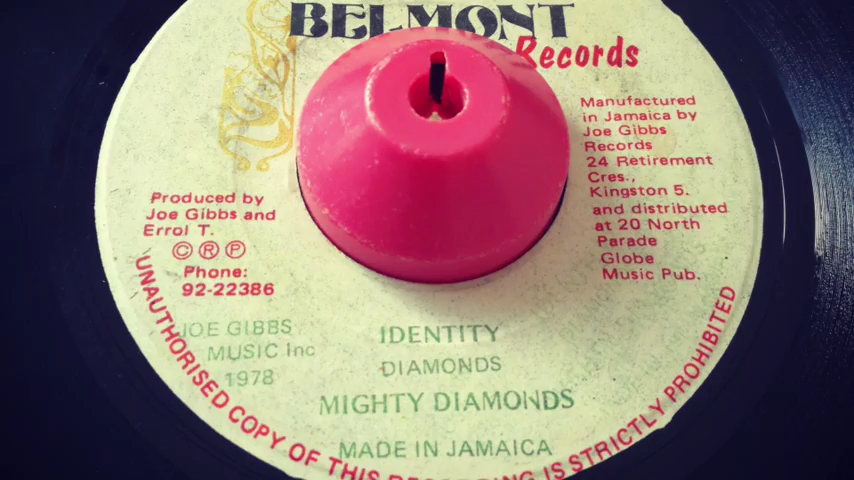 BELMONT
Records
Manufactured
in Jamaica by
Joe Gibbs
Records
24 Retirement
Cres.,
Kingston 5.
and distributed
at 20 North
Parade
Globe
Music Pub.
Produced by
Joe Gibbs and
Errol T.
Ⓒ Ⓡ Ⓟ
Phone:
92-22386
JOE GIBBS
MUSIC Inc
1978
IDENTITY
DIAMONDS
MIGHTY DIAMONDS
MADE IN JAMAICA
UNAUTHORISED COPY OF THIS RECORDING IS STRICTLY PROHIBITED